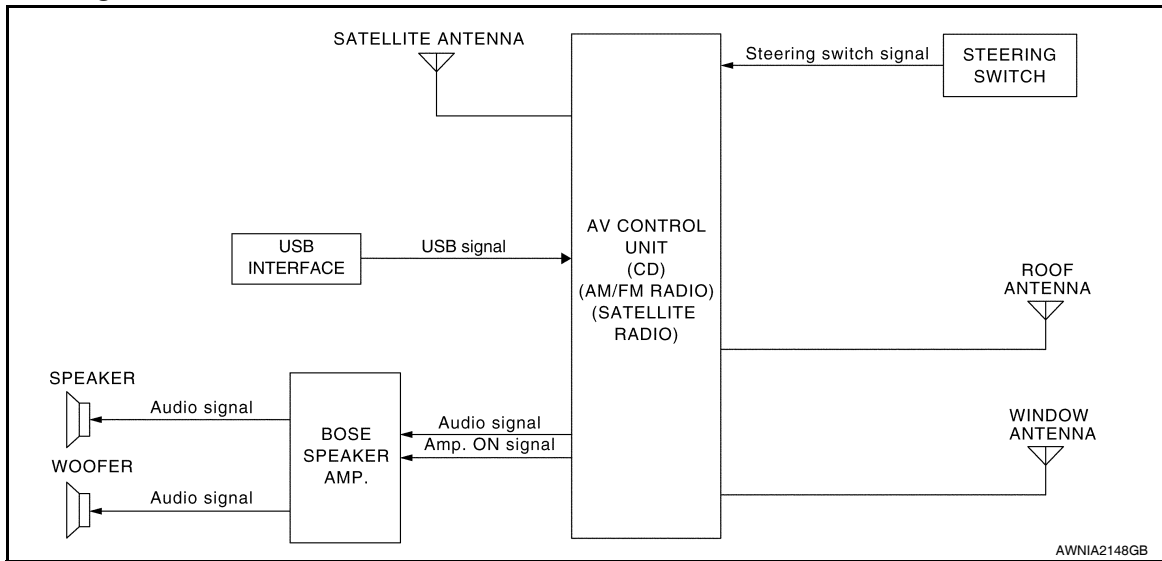 SATELLITE ANTENNA
Steering switch signal
STEERING
SWITCH
USB
INTERFACE
USB signal
AV CONTROL
UNIT
(CD)
(AM/FM RADIO)
(SATELLITE
RADIO)
ROOF
ANTENNA
SPEAKER
Audio signal
BOSE
SPEAKER
AMP.
Audio signal
Amp. ON signal
WOOFER
Audio signal
WINDOW
ANTENNA
AWNIA2148GB